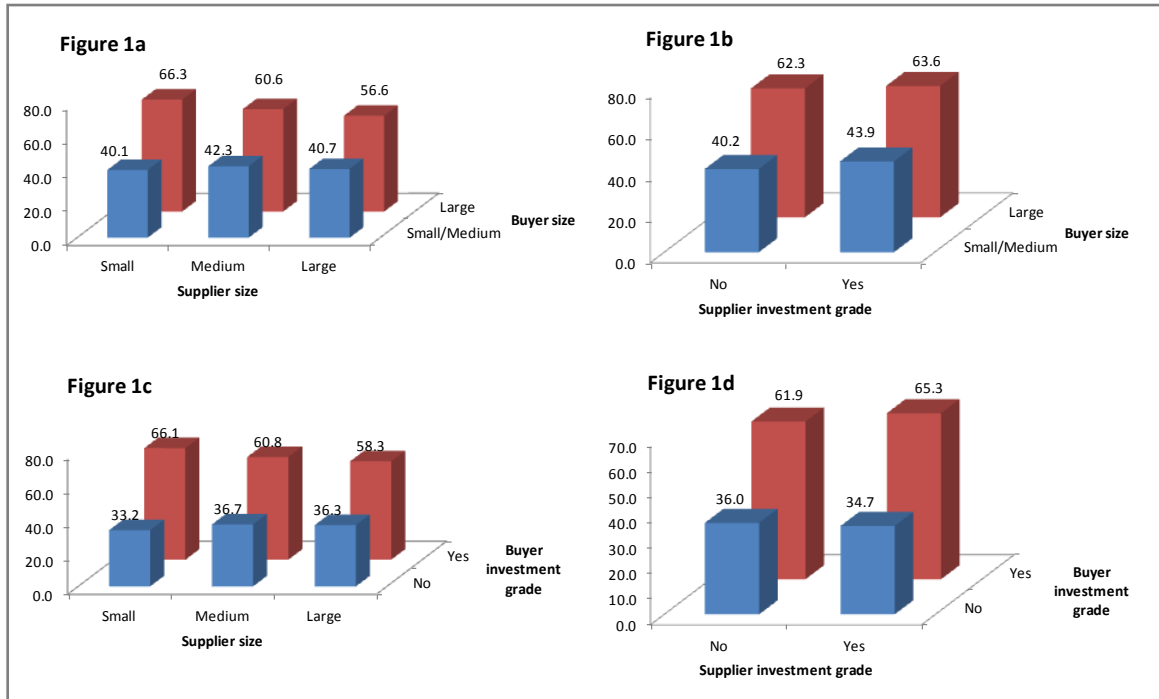 Figure 1a
66.3
60.6
56.6
80.0
60.0
40.1
42.3
40.7
40.0
20.0
0.0
Large
Small/Medium
Buyer size
Small
Medium
Large
Supplier size
Figure 1b
62.3
63.6
80.0
60.0
40.2
43.9
40.0
20.0
0.0
Large
Small/Medium
Buyer size
No
Yes
Supplier investment grade
Figure 1c
66.1
60.8
58.3
80.0
60.0
33.2
36.7
36.3
40.0
20.0
0.0
Yes
No
Buyer
investment
grade
Small
Medium
Large
Supplier size
Figure 1d
61.9
65.3
70.0
60.0
50.0
36.0
34.7
40.0
30.0
20.0
10.0
0.0
Yes
No
Buyer
investment
grade
No
Yes
Supplier investment grade